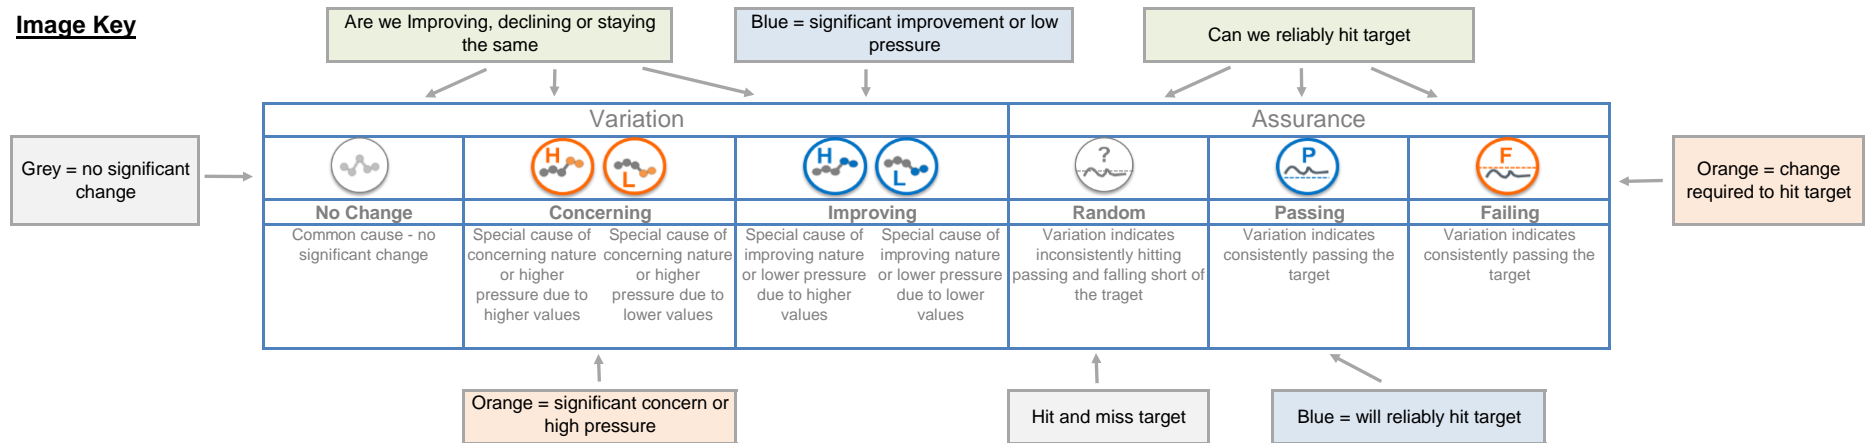 Image Key
Are we Improving, declining or staying
the same
Blue = significant improvement or low
pressure
Can we reliably hit target
Grey = no significant
change
Variation
Assurance
H
L
H
L
?
P
F
No Change
Concerning
Improving
Random
Passing
Failing
Common cause - no
significant change
Special cause of
concerning nature
or higher
pressure due to
higher values
Special cause of
concerning nature
or higher
pressure due to
lower values
Special cause of
improving nature
or lower pressure
due to higher
values
Special cause of
improving nature
or lower pressure
due to lower
values
Variation indicates
inconsistently hitting
passing and falling short of
the traget
Variation indicates
consistently passing the
target
Variation indicates
consistently passing the
target
Orange = change
required to hit target
Orange = significant concern or
high pressure
Hit and miss target
Blue = will reliably hit target